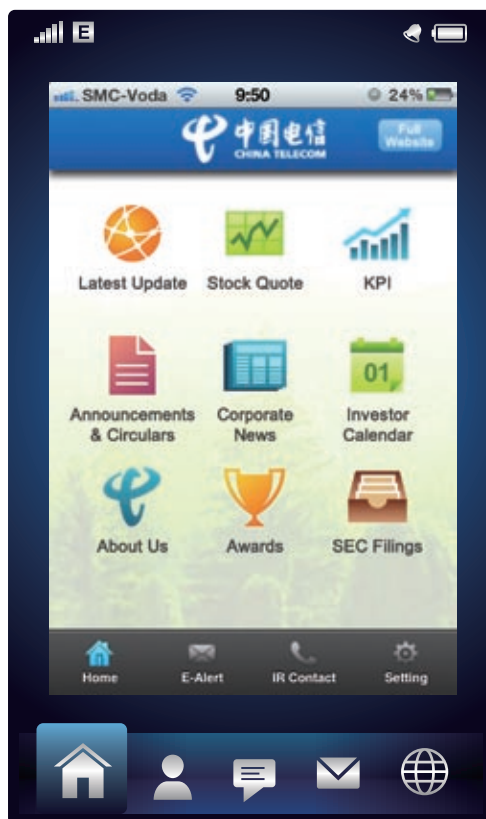 E
SMC-Voda 9:50 24%
中国电信
CHINA TELECOM
Full
Website
Latest Update
Stock Quote
KPI
Announcements
& Circulars
Corporate
News
01
Investor
Calendar
About Us
Awards
SEC Filings
Home
E-Alert
IR Contact
Setting